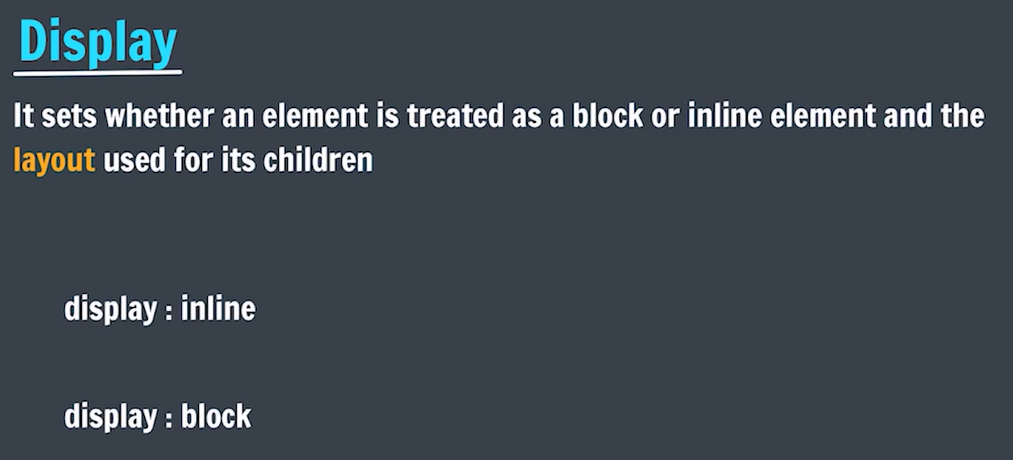 Display
It sets whether an element is treated as a block or inline element and the
layout used for its children
display : inline
display : block